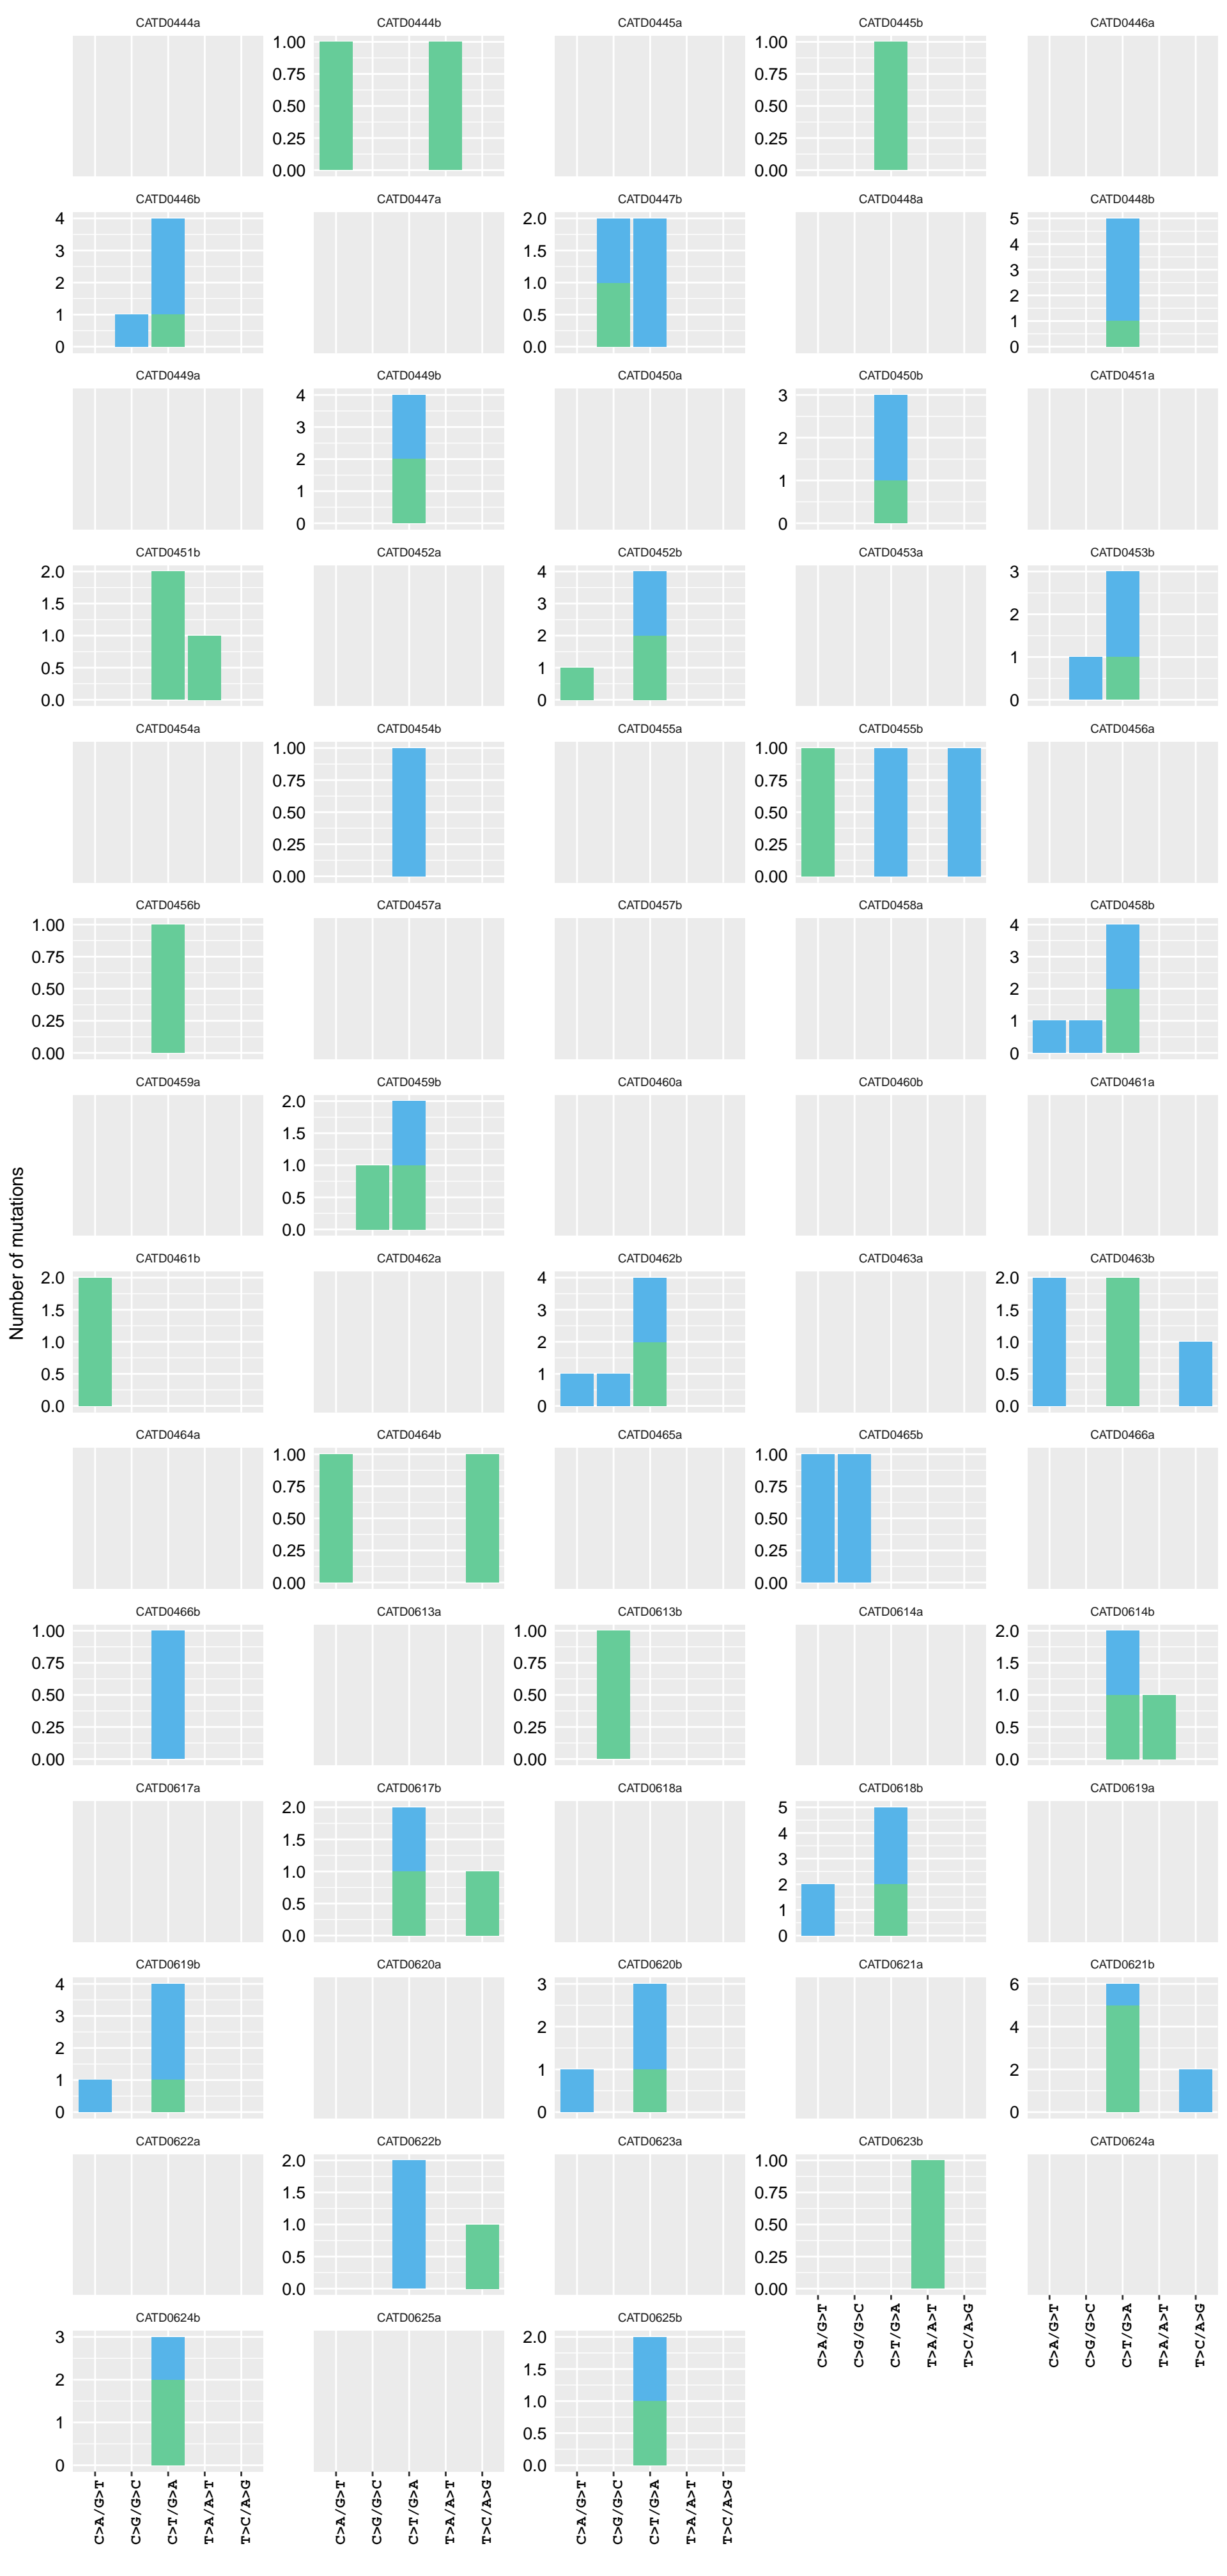 CATD0444a CATD0444b CATD0445a CATD0445b CATD0446a
1.00 1.00
0.75 0.75
0.50 0.50
0.25 0.25
0.00 0.00
CATD0446b CATD0447a CATD0447b CATD0448a CATD0448b
4 2.0 5
3 1.5 4
2 1.0 3
1 0.5 2
0 0.0 1
0
CATD0449a CATD0449b CATD0450a CATD0450b CATD0451a
4 3
3 2
2 1
1 0
0
CATD0451b CATD0452a CATD0452b CATD0453a CATD0453b
2.0 4 3
1.5 3 2
1.0 2 1
0.5 1 0
0.0 0
CATD0454a CATD0454b CATD0455a CATD0455b CATD0456a
1.00 1.00
0.75 0.75
0.50 0.50
0.25 0.25
0.00 0.00
CATD0456b CATD0457a CATD0457b CATD0458a CATD0458b
1.00 4
0.75 3
0.50 2
0.25 1
0.00 0
CATD0459a CATD0459b CATD0460a CATD0460b CATD0461a
2.0
1.5
1.0
0.5
0.0
Number of mutations
CATD0461b CATD0462a CATD0462b CATD0463a CATD0463b
2.0 4 2.0
1.5 3 1.5
1.0 2 1.0
0.5 1 0.5
0.0 0 0.0
CATD0464a CATD0464b CATD0465a CATD0465b CATD0466a
1.00 1.00
0.75 0.75
0.50 0.50
0.25 0.25
0.00 0.00
CATD0466b CATD0613a CATD0613b CATD0614a CATD0614b
1.00 1.00 2.0
0.75 0.75 1.5
0.50 0.50 1.0
0.25 0.25 0.5
0.00 0.00 0.0
CATD0617a CATD0617b CATD0618a CATD0618b CATD0619a
2.0 5
1.5 4
1.0 3
0.5 2
0.0 1
0
CATD0619b CATD0620a CATD0620b CATD0621a CATD0621b
4 3 6
3 2 4
2 1 2
1 0 0
0
CATD0622a CATD0622b CATD0623a CATD0623b CATD0624a
2.0 1.00
1.5 0.75
1.0 0.50
0.5 0.25
0.0 0.00
C>A/G>T C>G/G>C C>T/G>A T>A/A>T T>C/A>G C>A/G>T C>G/G>C C>T/G>A T>A/A>T T>C/A>G
CATD0624b CATD0625a CATD0625b
3 2.0
2 1.5
1 1.0
0 0.5
0.0
C>A/G>T C>G/G>C C>T/G>A T>A/A>T T>C/A>G C>A/G>T C>G/G>C C>T/G>A T>A/A>T T>C/A>G C>A/G>T C>G/G>C C>T/G>A T>A/A>T T>C/A>G